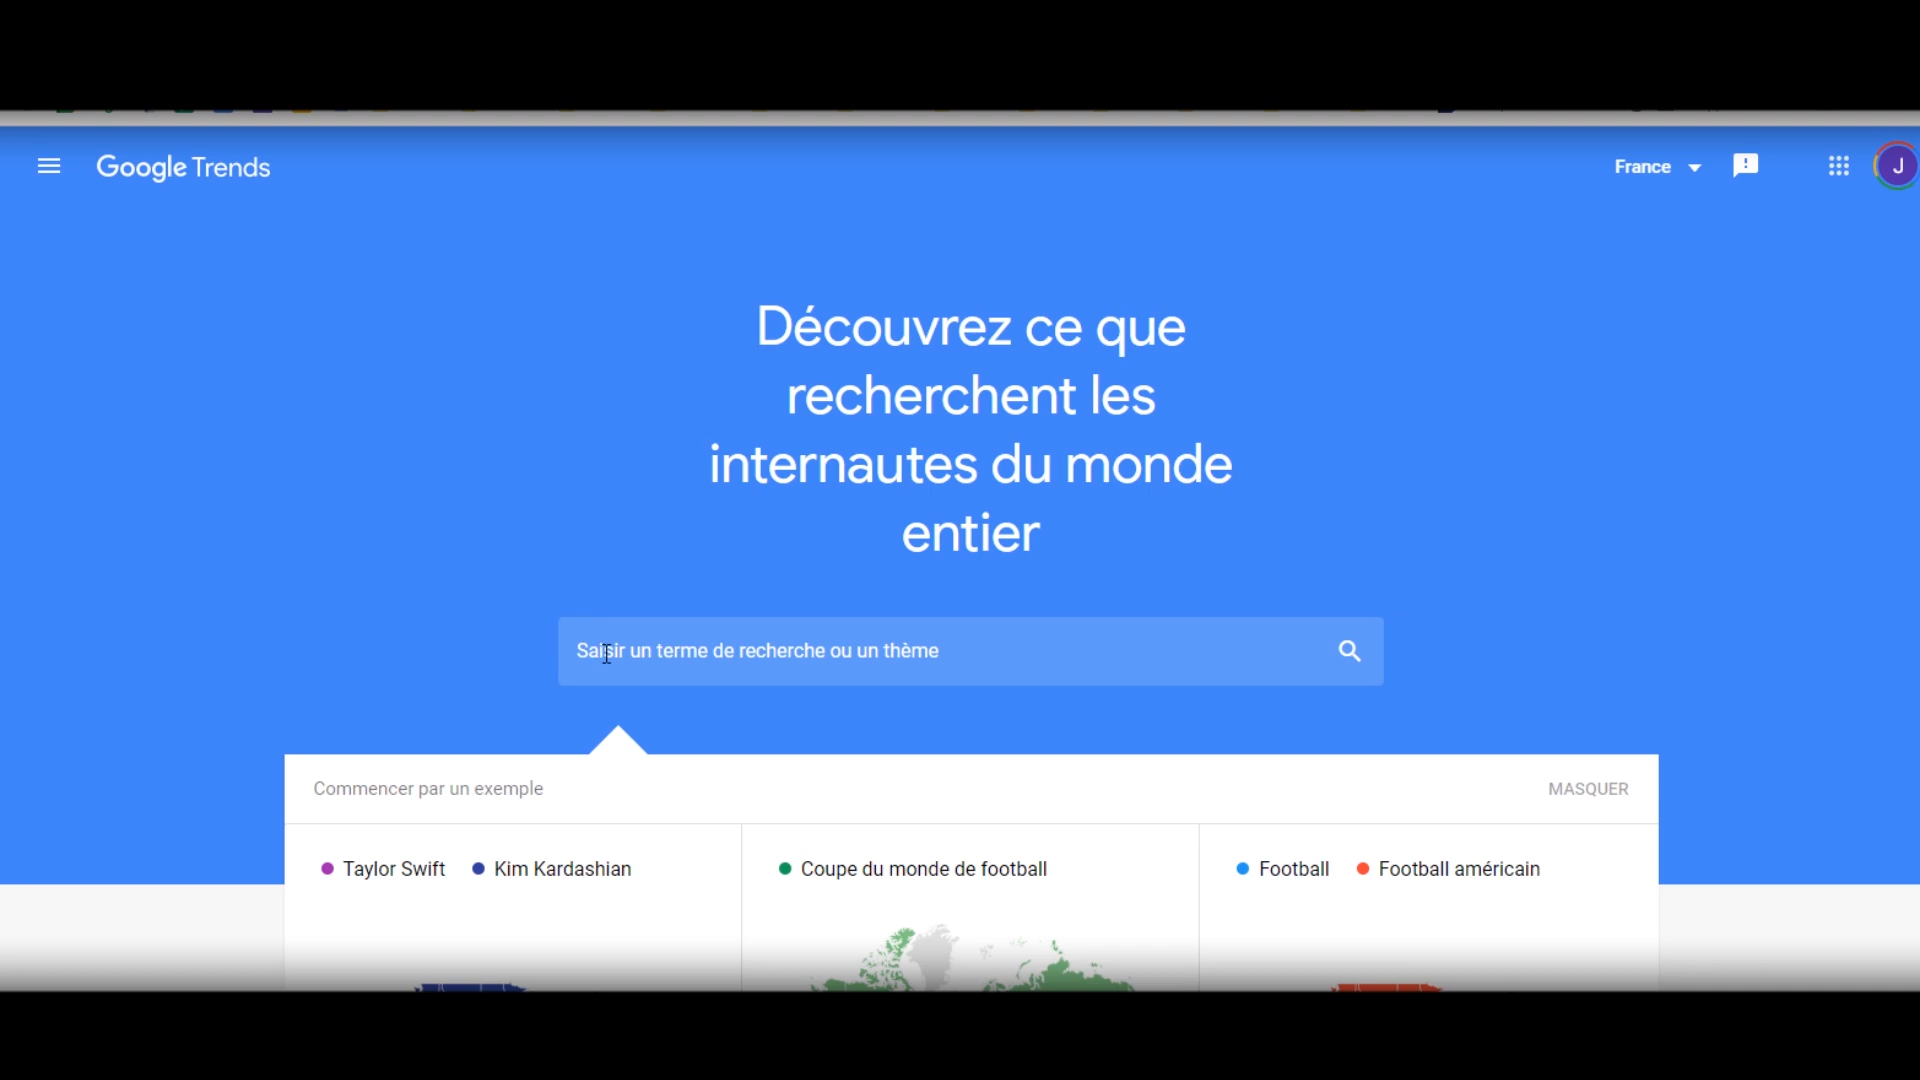 Google Trends
France
J
Découvrez ce que
recherchent les
internautes du monde
entier
Saisir un terme de recherche ou un thème
Commencer par un exemple
MASQUER
Taylor Swift
Kim Kardashian
Coupe du monde de football
Football
Football américain